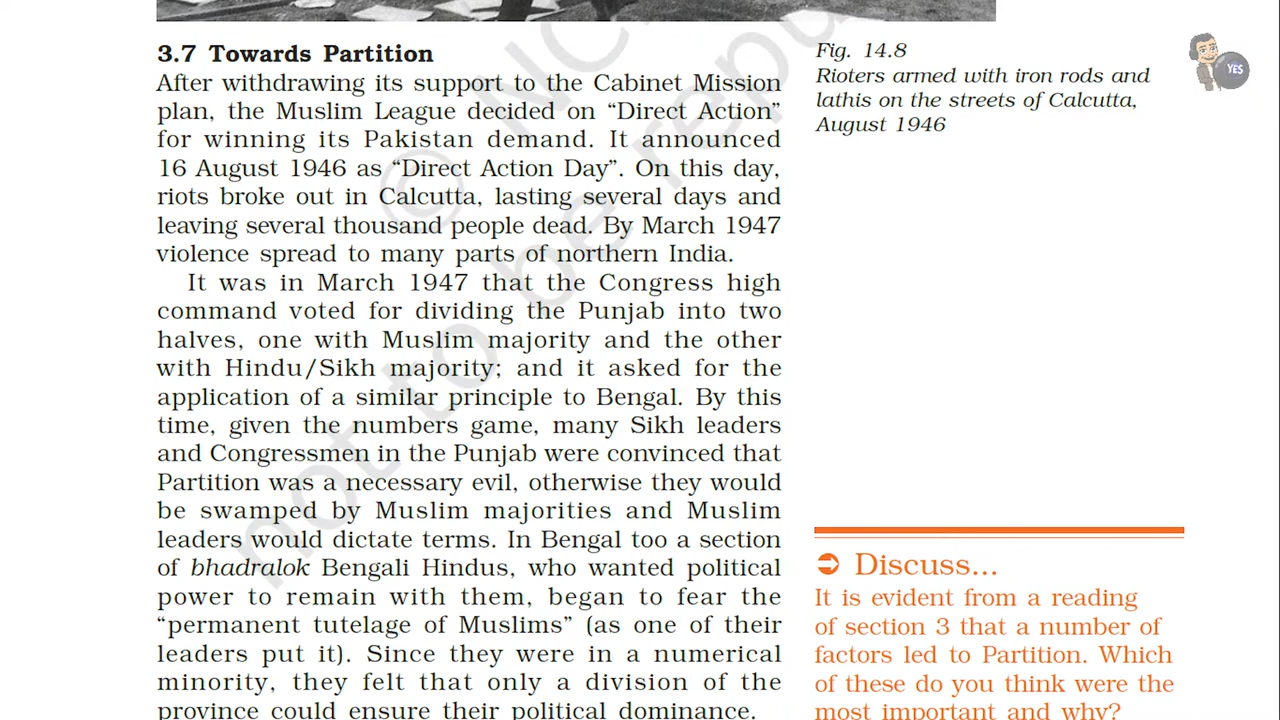 3.7 Towards Partition
After withdrawing its support to the Cabinet Mission
plan, the Muslim League decided on “Direct Action”
for winning its Pakistan demand. It announced
16 August 1946 as “Direct Action Day”. On this day,
riots broke out in Calcutta, lasting several days and
leaving several thousand people dead. By March 1947
violence spread to many parts of northern India.
It was in March 1947 that the Congress high
command voted for dividing the Punjab into two
halves, one with Muslim majority and the other
with Hindu/Sikh majority; and it asked for the
application of a similar principle to Bengal. By this
time, given the numbers game, many Sikh leaders
and Congressmen in the Punjab were convinced that
Partition was a necessary evil, otherwise they would
be swamped by Muslim majorities and Muslim
leaders would dictate terms. In Bengal too a section
of bhadralok Bengali Hindus, who wanted political
power to remain with them, began to fear the
“permanent tutelage of Muslims” (as one of their
leaders put it). Since they were in a numerical
minority, they felt that only a division of the
province could ensure their political dominance.
Fig. 14.8
Rioters armed with iron rods and
lathis on the streets of Calcutta,
August 1946
YES
Discuss...
It is evident from a reading
of section 3 that a number of
factors led to Partition. Which
of these do you think were the
most important and why?
© NC
not to be repu